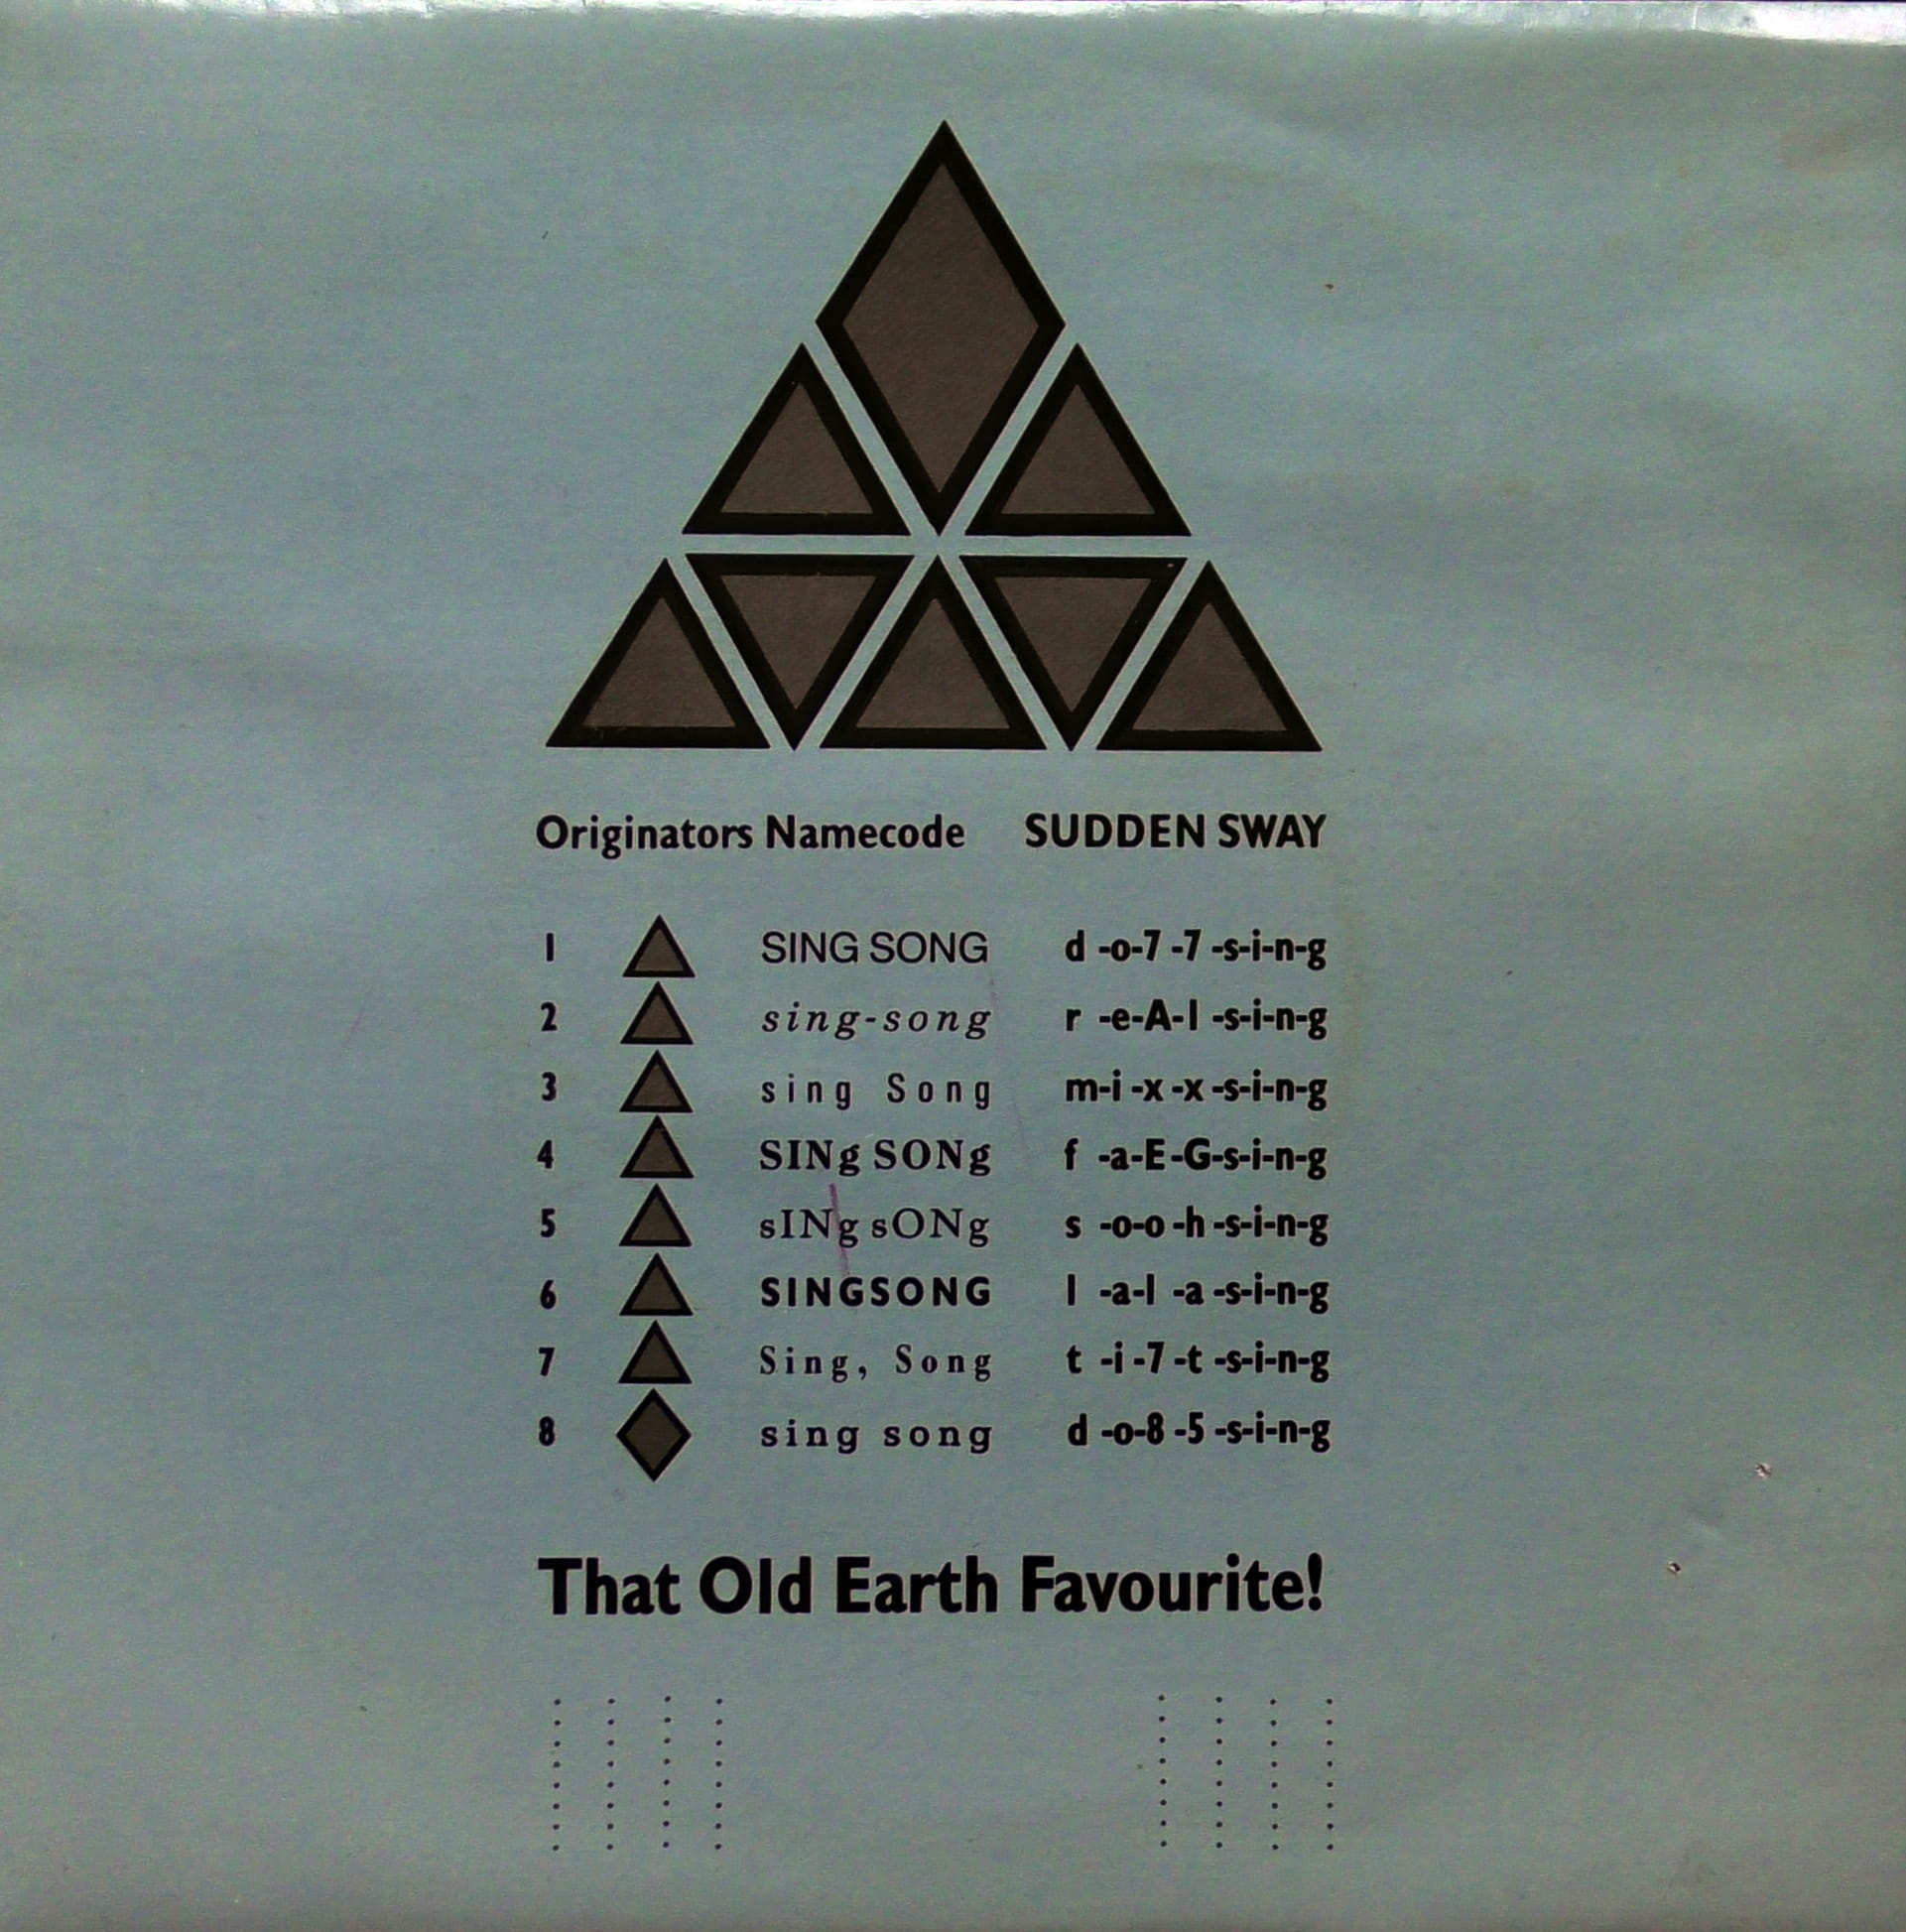 Originators Namecode SUDDEN SWAY
1 SING SONG d -o-7 -7 -s-i-n-g
2 sing-song r -e-A-l -s-i-n-g
3 sing Song m-i -x -x -s-i-n-g
4 SINg SONg f -a-E -G-s-i-n-g
5 sINg sONg s -o-o -h -s-i-n-g
6 SINGSONG l -a-l -a -s-i-n-g
7 Sing, Song t -i -7 -t -s-i-n-g
8 sing song d -o-8 -5 -s-i-n-g
That Old Earth Favourite!